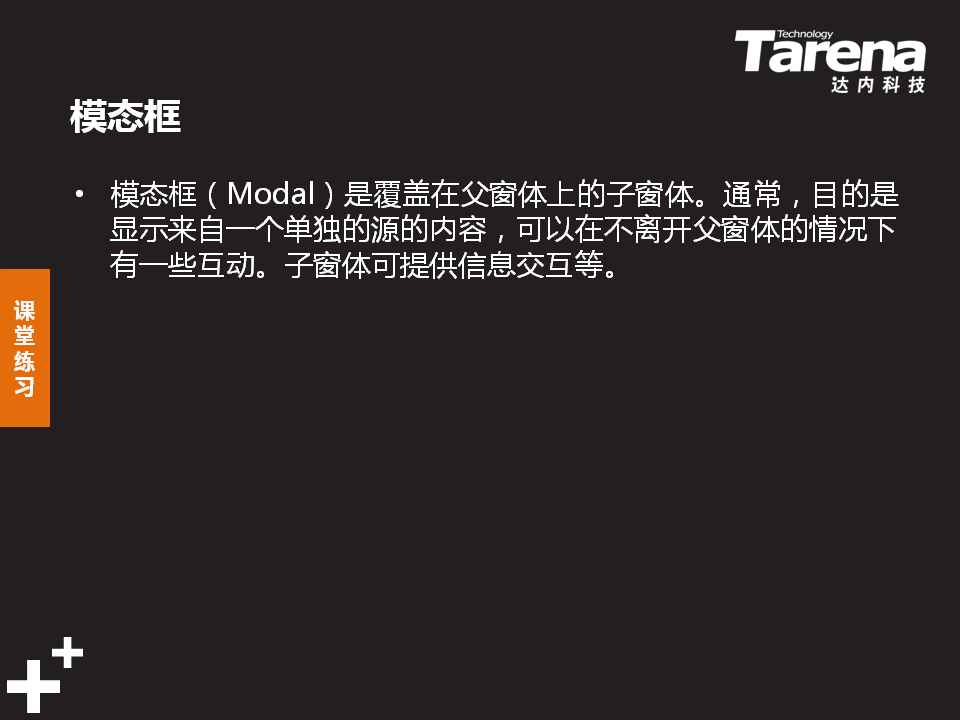 Technology
Tarena
达内科技
模态框
• 模态框（Modal）是覆盖在父窗体上的子窗体。通常，目的是
显示来自一个单独的源的内容，可以在不离开父窗体的情况下
有一些互动。子窗体可提供信息交互等。
课
堂
练
习